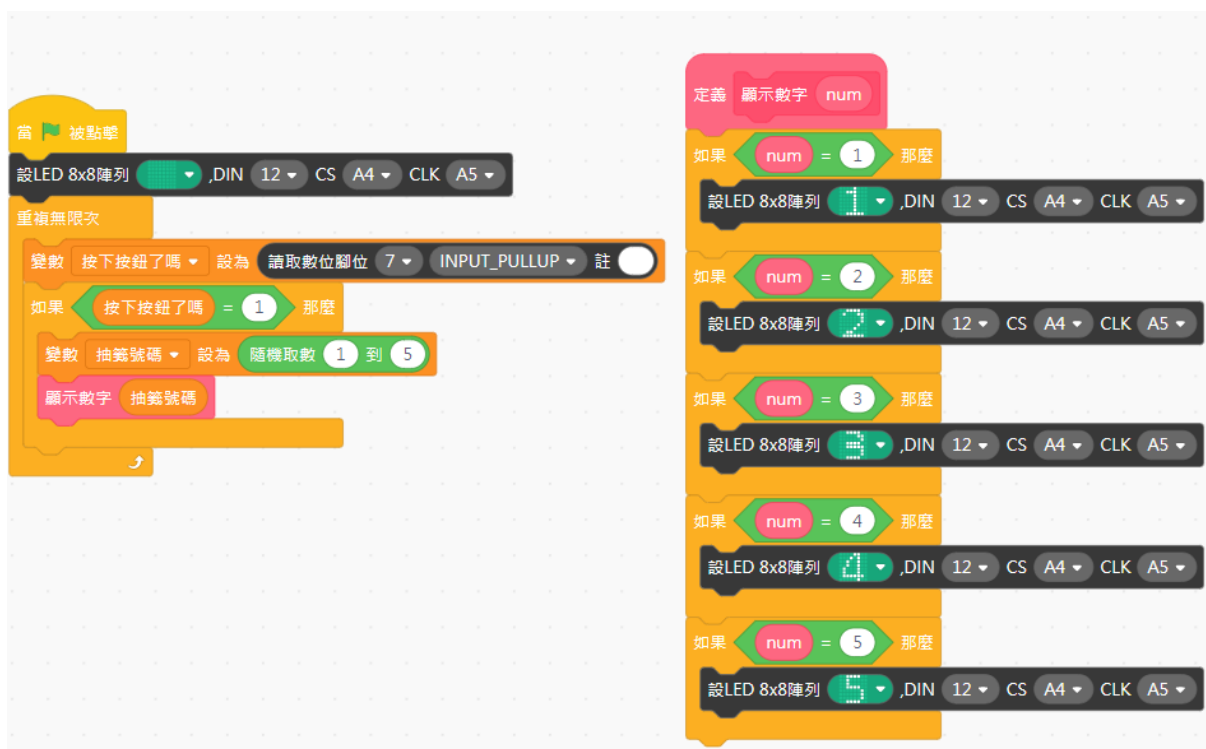 當 被點擊
設LED 8x8陣列 ,DIN 12 CS A4 CLK A5
重複無限次
變數 按下按鈕了嗎 設為 讀取數位腳位 7 INPUT_PULLUP 註
如果 按下按鈕了嗎 = 1 那麼
變數 抽籤號碼 設為 隨機取數 1 到 5
顯示數字 抽籤號碼
定義 顯示數字 num
如果 num = 1 那麼
設LED 8x8陣列 1 ,DIN 12 CS A4 CLK A5
如果 num = 2 那麼
設LED 8x8陣列 2 ,DIN 12 CS A4 CLK A5
如果 num = 3 那麼
設LED 8x8陣列 3 ,DIN 12 CS A4 CLK A5
如果 num = 4 那麼
設LED 8x8陣列 4 ,DIN 12 CS A4 CLK A5
如果 num = 5 那麼
設LED 8x8陣列 5 ,DIN 12 CS A4 CLK A5